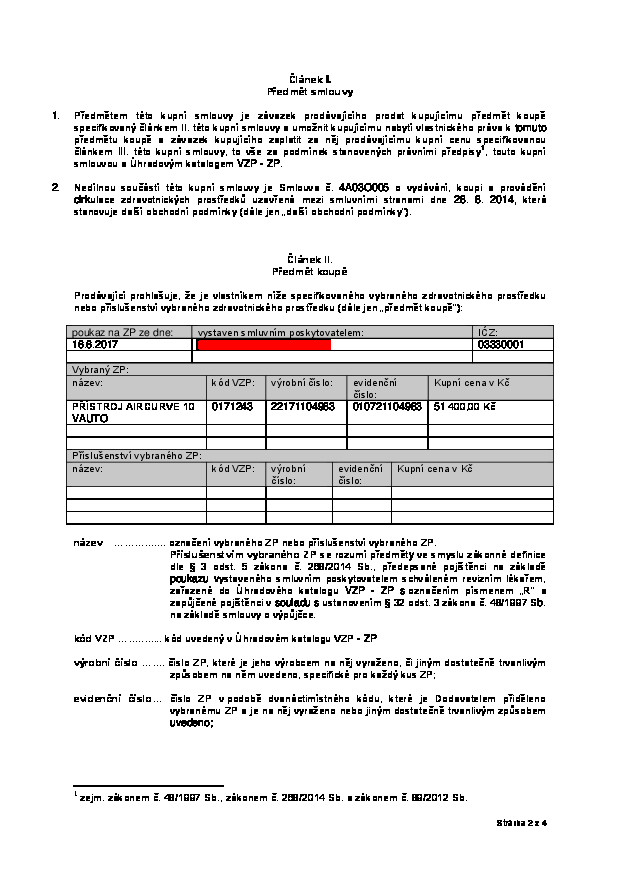 Článek I.
Předmět smlouvy
1. Předmětem této kupní smlouvy je závazek prodávajícího prodat kupujícímu předmět koupě
specifikovaný článkem II. této kupní smlouvy a umožnit kupujícímu nabytí vlastnického práva k tomuto
předmětu koupě a závazek kupujícího zaplatit za něj prodávajícímu kupní cenu specifikovanou
článkem III. této kupní smlouvy, to vše za podmínek stanovených právními předpisy1, touto kupní
smlouvou a Úhradovým katalogem VZP - ZP.
2. Nedílnou součástí této kupní smlouvy je Smlouva č. 4A03O005 o vydávání, koupi a provádění
cirkulace zdravotnických prostředků uzavřená mezi smluvními stranami dne 26. 6. 2014, která
stanovuje další obchodní podmínky (dále jen „další obchodní podmínky").
Článek II.
Předmět koupě
Prodávající prohlašuje, že je vlastníkem níže specifikovaného vybraného zdravotnického prostředku
nebo příslušenství vybraného zdravotnického prostředku (dále jen „předmět koupě"):
poukaz na ZP ze dne: vystaven smluvním poskytovatelem: IČZ:
16.6.2017 03330001
Vybraný ZP:
název: kód VZP: výrobní číslo: evidenční číslo: Kupní cena v Kč
PŘÍSTROJ AIRCURVE 10 0171243 22171104963 010721104963 51 400,00 Kč
VAUTO
Příslušenství vybraného ZP:
název: kód VZP: výrobní číslo: evidenční číslo: Kupní cena v Kč
název ................ označení vybraného ZP nebo příslušenství vybraného ZP.
Příslušenstvím vybraného ZP se rozumí předměty ve smyslu zákonné definice
dle § 3 odst. 5 zákona č. 268/2014 Sb., předepsané pojištěnci na základě
poukazu vystaveného smluvním poskytovatelem schváleném revizním lékařem,
zařazené do Úhradového katalogu VZP - ZP s označením písmenem „R" a
zapůjčené pojištěnci v souladu s ustanovením § 32 odst. 3 zákona č. 48/1997 Sb.
na základě smlouvy o výpůjčce.
kód VZP ............. kód uvedený v Úhradovém katalogu VZP - ZP
výrobní číslo ....... číslo ZP, které je jeho výrobcem na něj vyraženo, či jiným dostatečně trvanlivým
způsobem na něm uvedeno, specifické pro každý kus ZP;
evidenční číslo.... číslo ZP v podobě dvanáctimístného kódu, které je Dodavatelem přiděleno
vybranému ZP a je na něj vyraženo nebo jiným dostatečně trvanlivým způsobem
uvedeno;
1 zejm. zákonem č. 48/1997 Sb., zákonem č. 268/2014 Sb. a zákonem č. 89/2012 Sb.
Stránka 2 z 4